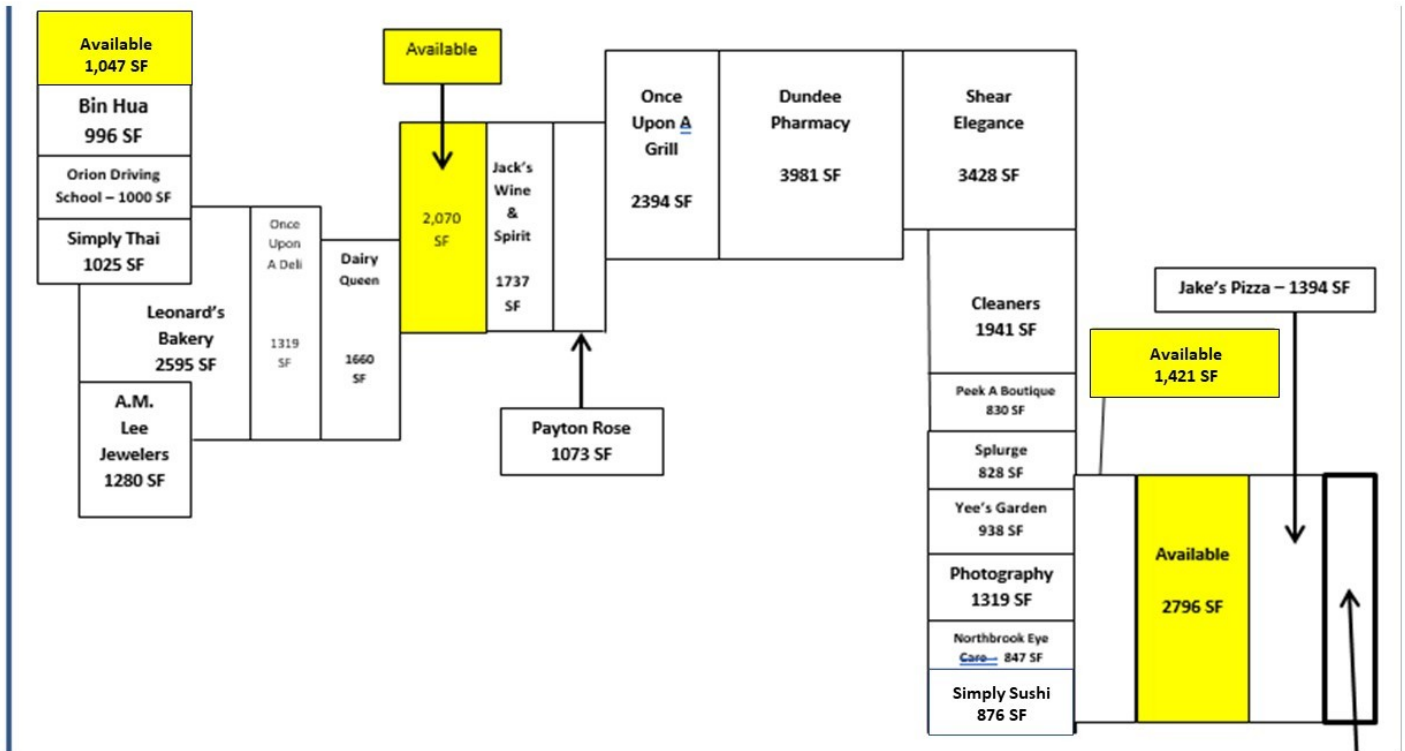 Available
1,047 SF
Bin Hua
996 SF
Orion Driving
School – 1000 SF
Simply Thai
1025 SF
Leonard's
Bakery
2595 SF
A.M.
Lee
Jewelers
1280 SF
Once
Upon
A Deli
1319
SF
Dairy
Queen
1660
SF
Available
2,070
SF
Jack's
Wine
&
Spirit
1737
SF
Payton Rose
1073 SF
Once
Upon A
Grill
2394 SF
Dundee
Pharmacy
3981 SF
Shear
Elegance
3428 SF
Cleaners
1941 SF
Peek A Boutique
830 SF
Splurge
828 SF
Yee's Garden
938 SF
Photography
1319 SF
Northbrook Eye
Care – 847 SF
Simply Sushi
876 SF
Available
1,421 SF
Available
2796 SF
Jake's Pizza – 1394 SF